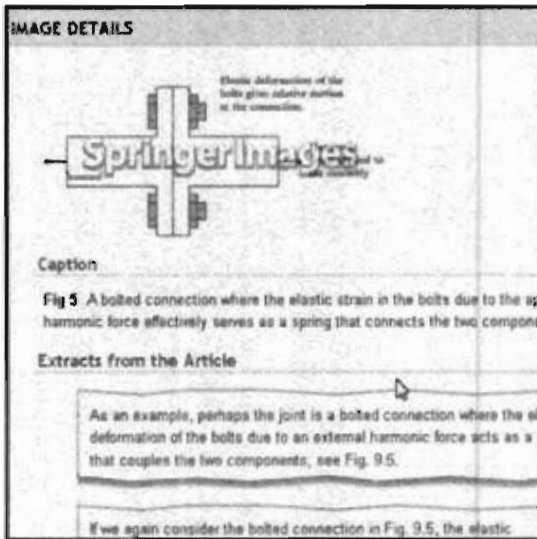 IMAGE DETAILS
Elastic deformation of the
bolts gives relative motion
at the connection.
SpringerImages
Caption
Fig 5 A bolted connection where the elastic strain in the bolts due to the
harmonic force effectively serves as a spring that connects the two
Extracts from the Article
As an example, perhaps the joint is a bolted connection where the
deformation of the bolts due to an external harmonic force acts as a
that couples the two components, see Fig. 9.5.
If we again consider the bolted connection in Fig. 9.5, the elastic